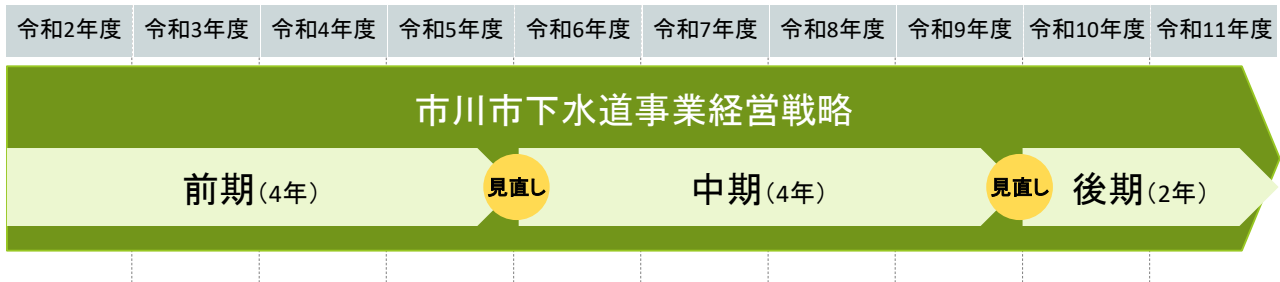 令和2年度 令和3年度 令和4年度 令和5年度 令和6年度 令和7年度 令和8年度 令和9年度 令和10年度 令和11年度
市川市下水道事業経営戦略
前期(4年) 見直し 中期(4年) 見直し 後期(2年)